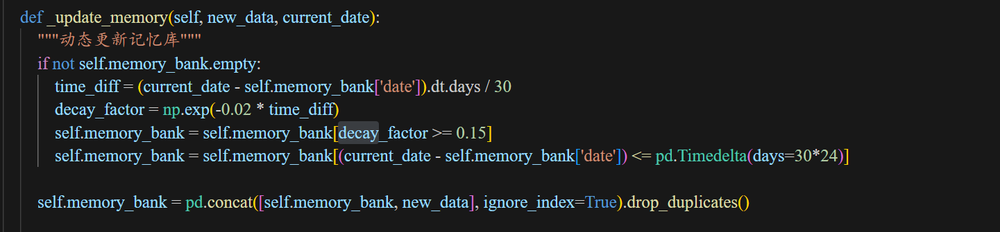 def _update_memory(self, new_data, current_date):
"""动态更新记忆库"""
if not self.memory_bank.empty:
time_diff = (current_date - self.memory_bank['date']).dt.days / 30
decay_factor = np.exp(-0.02 * time_diff)
self.memory_bank = self.memory_bank[decay_factor >= 0.15]
self.memory_bank = self.memory_bank[(current_date - self.memory_bank['date']) <= pd.Timedelta(days=30*24)]
self.memory_bank = pd.concat([self.memory_bank, new_data], ignore_index=True).drop_duplicates()